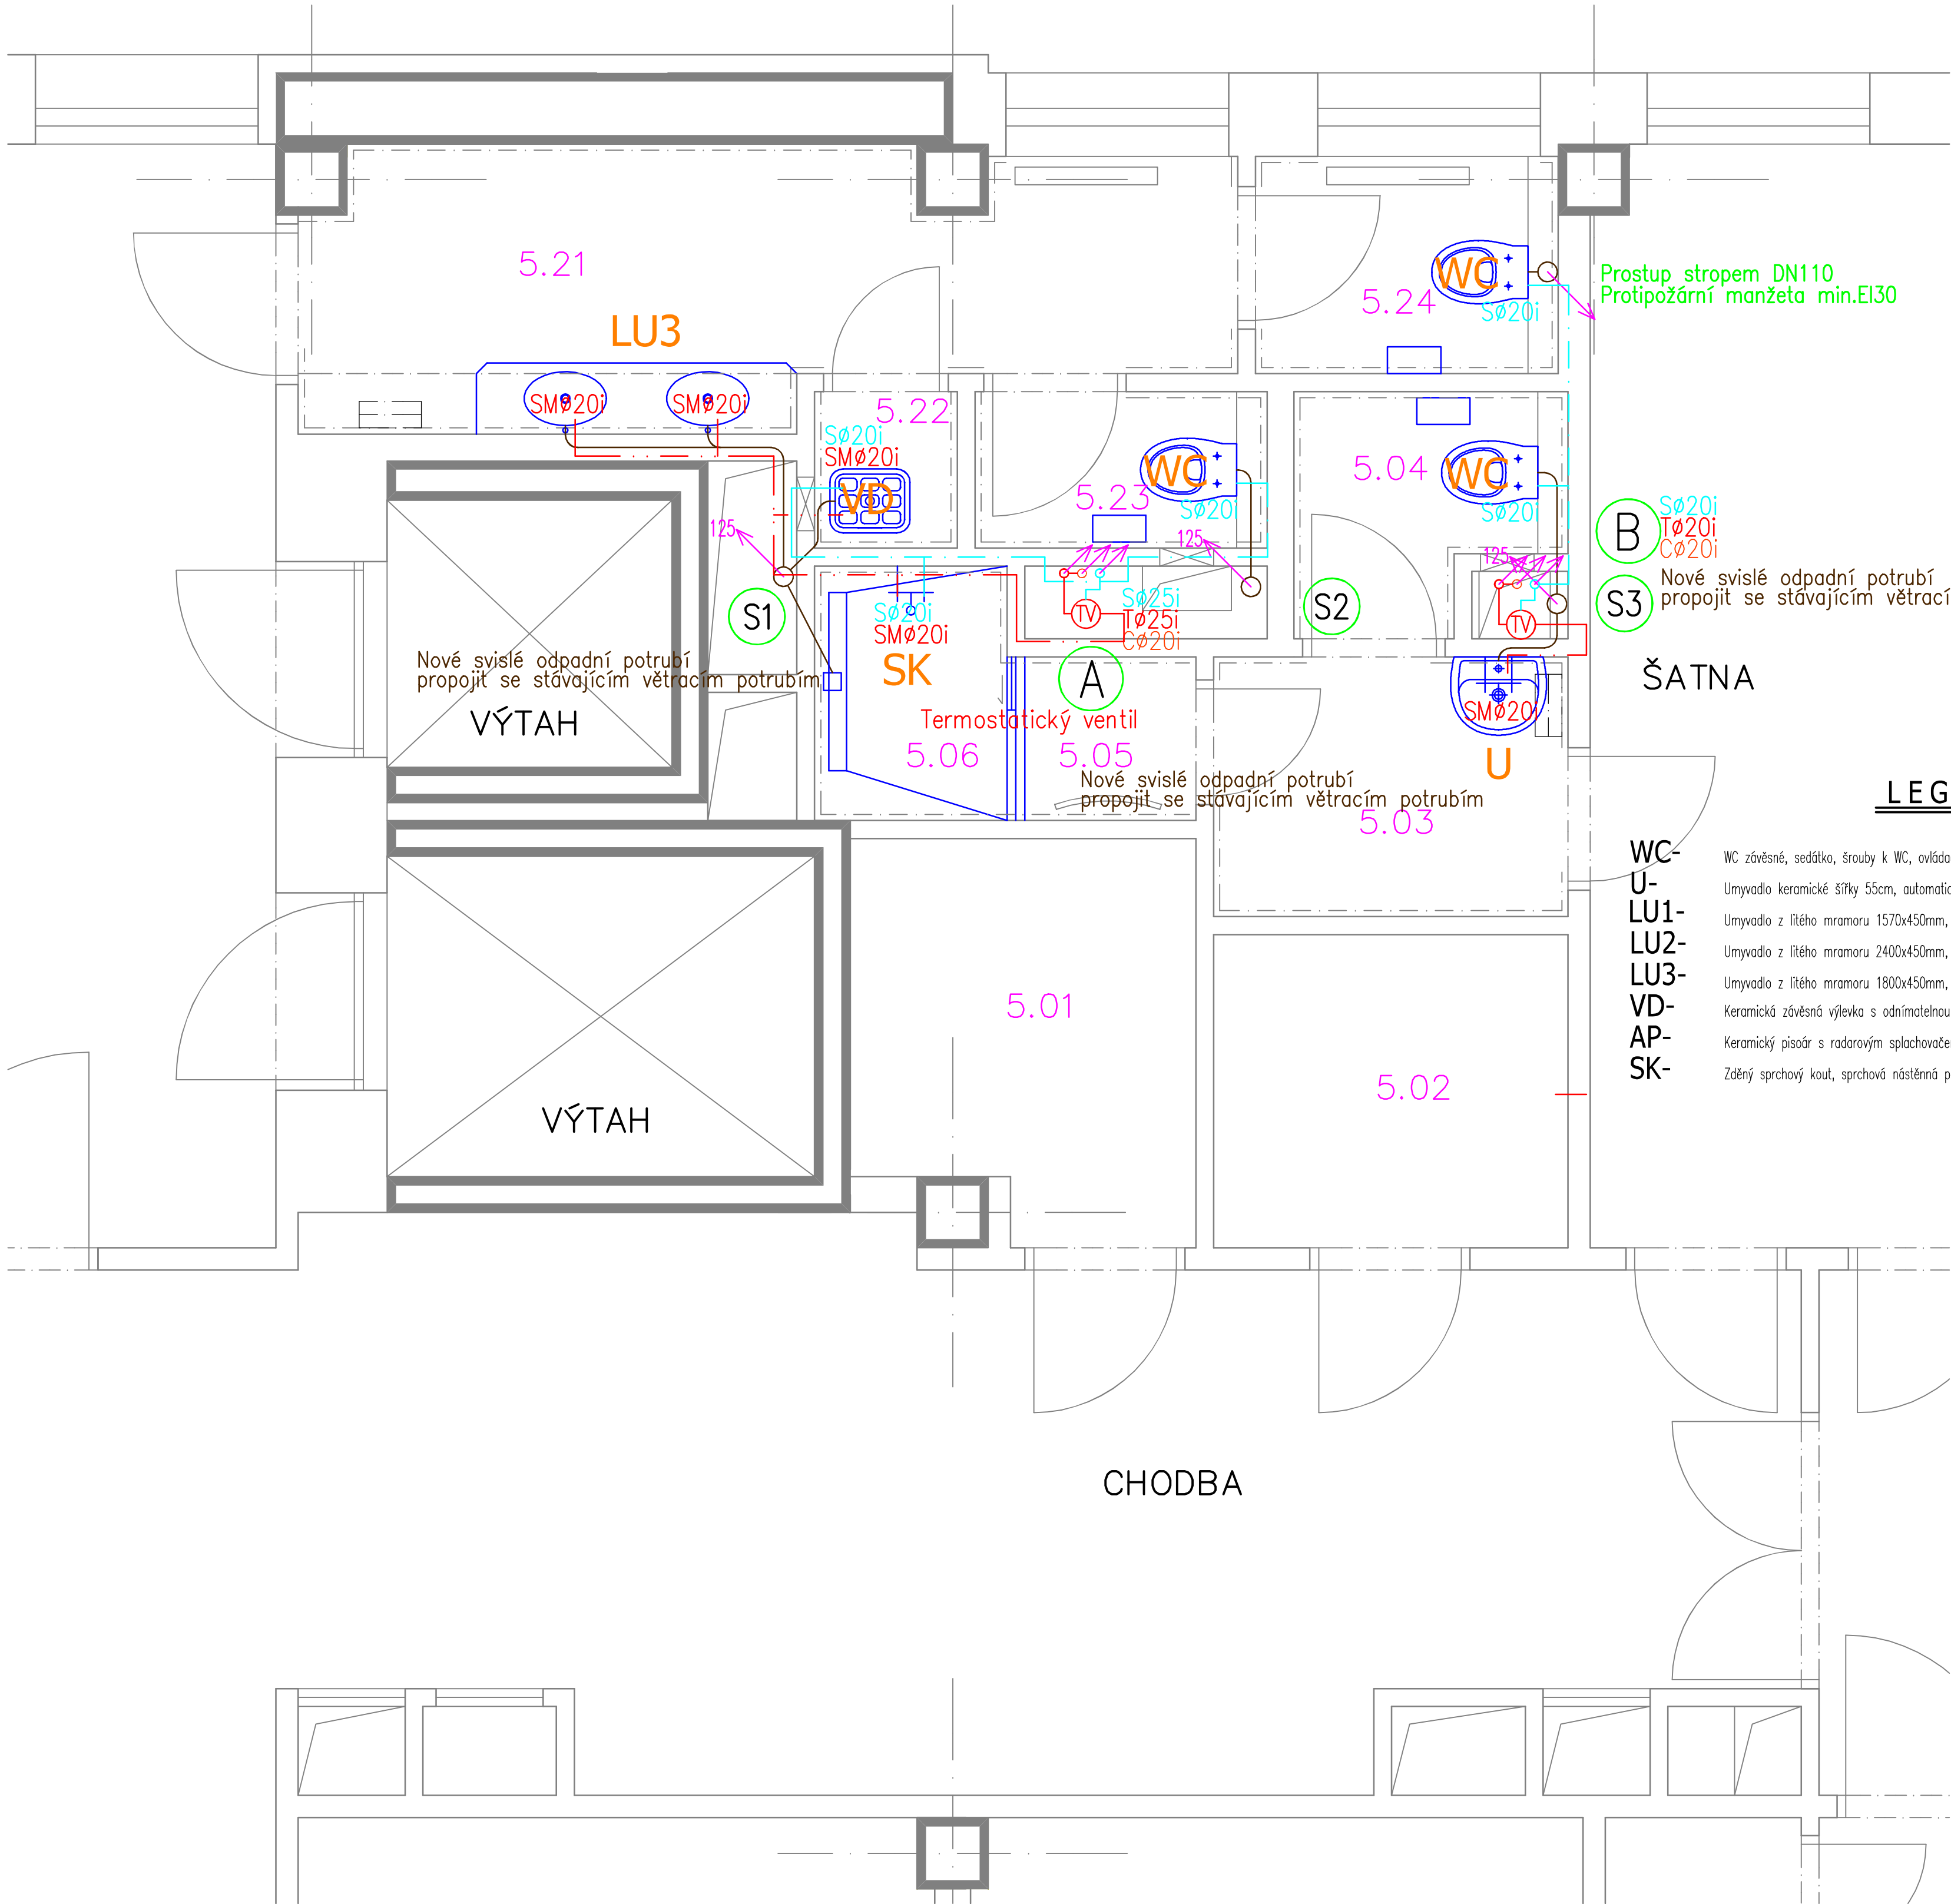 5.21
LU3
SMø20i
SMø20i
5.22
Sø20i
SMø20i
VD
WC
5.24
Sø20i
Prostup stropem DN110
Protipožární manžeta min.EI30
WC
5.23
Sø20i
5.04
WC
Sø20i
B
Sø20i
Tø20i
Cø20i
125
125
125
S1
S2
S3
Nové svislé odpadní potrubí
propojit se stávajícím větrací
TV
Sø25i
Tø25i
Cø20i
TV
Sø20i
SMø20i
SK
A
Nové svislé odpadní potrubí
propojit se stávajícím větracím potrubím
VÝTAH
Termostatický ventil
5.06
5.05
SMø20i
U
ŠATNA
Nové svislé odpadní potrubí
propojit se stávajícím větracím potrubím
5.03
LEG
WC- WC závěsné, sedátko, šrouby k WC, ovláda
U- Umyvadlo keramické šířky 55cm, automatic
LU1- Umyvadlo z litého mramoru 1570x450mm,
LU2- Umyvadlo z litého mramoru 2400x450mm,
LU3- Umyvadlo z litého mramoru 1800x450mm,
VD- Keramická závěsná výlevka s odnímatelnou
AP- Keramický pisoár s radarovým splachovače
SK- Zděný sprchový kout, sprchová nástěnná p
5.01
5.02
VÝTAH
CHODBA